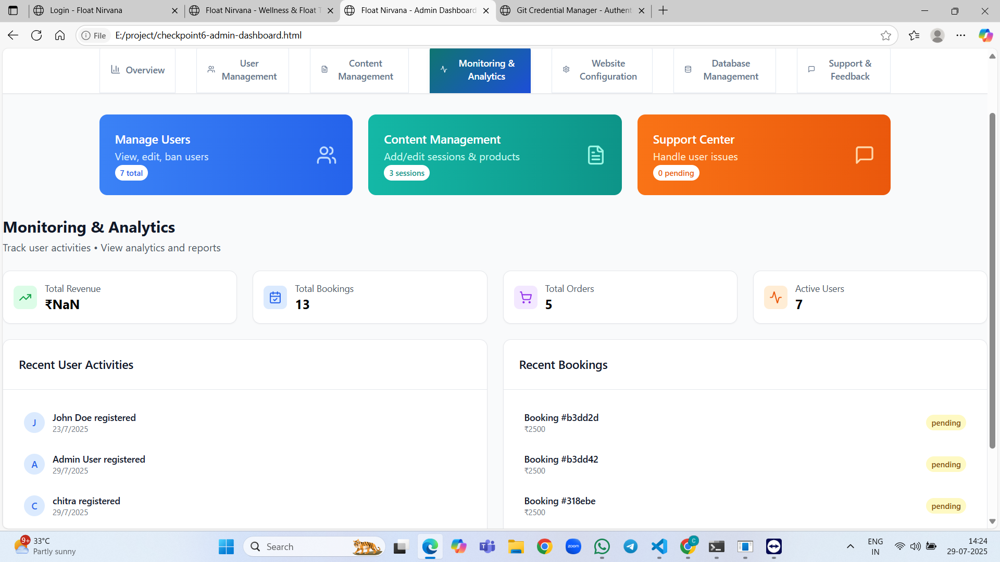 Login - Float Nirvana
Float Nirvana - Wellness & Float T
Float Nirvana - Admin Dashboard
Git Credential Manager - Authent
File
E:/project/checkpoint6-admin-dashboard.html
Overview
User
Management
Content
Management
Monitoring &
Analytics
Website
Configuration
Database
Management
Support &
Feedback
Manage Users
View, edit, ban users
7 total
Content Management
Add/edit sessions & products
3 sessions
Support Center
Handle user issues
0 pending
Monitoring & Analytics
Track user activities • View analytics and reports
Total Revenue
₹NaN
Total Bookings
13
Total Orders
5
Active Users
7
Recent User Activities
J
John Doe registered
23/7/2025
A
Admin User registered
29/7/2025
C
chitra registered
29/7/2025
Recent Bookings
Booking #b3dd2d
₹2500
pending
Booking #b3dd42
₹2500
pending
Booking #318ebe
₹2500
pending
9+
33°C
Partly sunny
Search
zoom
C
ENG
IN
14:24
29-07-2025